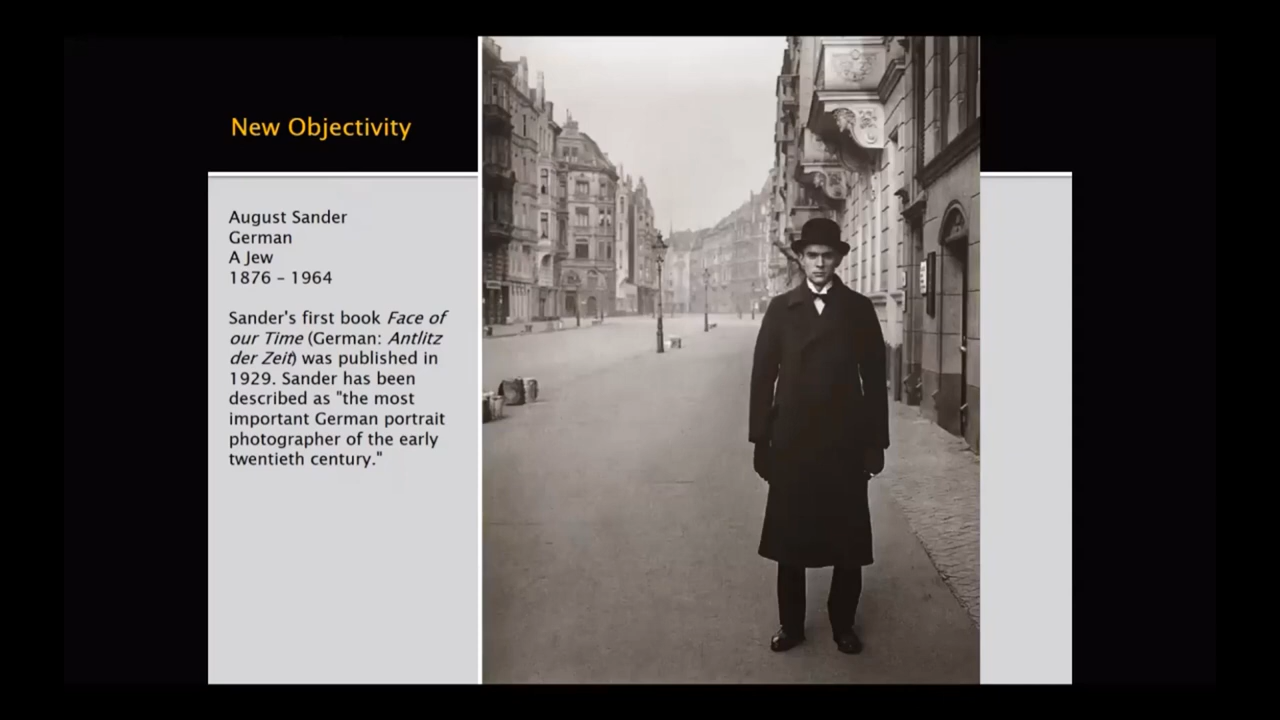 New Objectivity
August Sander
German
A Jew
1876 – 1964
Sander's first book Face of
our Time (German: Antlitz
der Zeit) was published in
1929. Sander has been
described as "the most
important German portrait
photographer of the early
twentieth century."